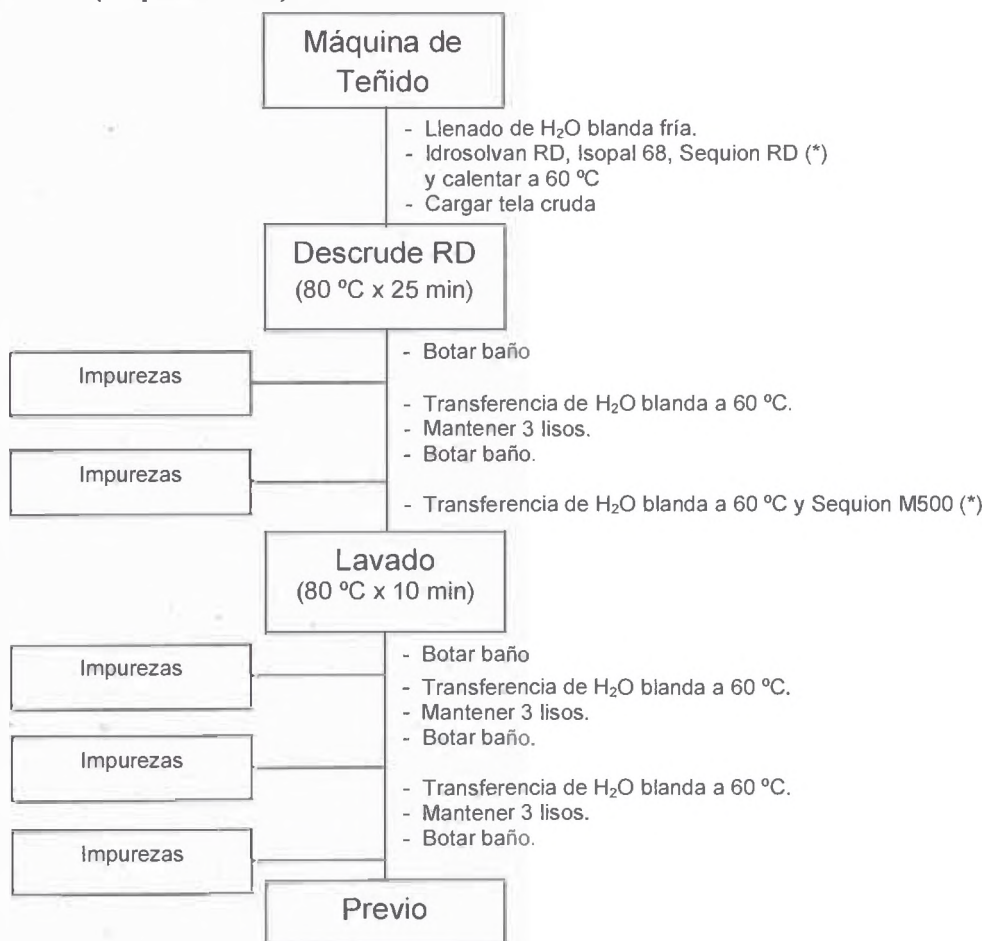 Máquina de
Teñido
- Llenado de H₂O blanda fría.
- Idrosolvan RD, Isopal 68, Sequion RD (*)
y calentar a 60 ºC
- Cargar tela cruda
Descrude RD
(80 ºC x 25 min)
- Botar baño
Impurezas
- Transferencia de H₂O blanda a 60 ºC.
- Mantener 3 lisos.
- Botar baño.
Impurezas
- Transferencia de H₂O blanda a 60 ºC y Sequion M500 (*)
Lavado
(80 ºC x 10 min)
- Botar baño
Impurezas
- Transferencia de H₂O blanda a 60 ºC.
- Mantener 3 lisos.
- Botar baño.
Impurezas
- Transferencia de H₂O blanda a 60 ºC.
- Mantener 3 lisos.
- Botar baño.
Impurezas
Previo